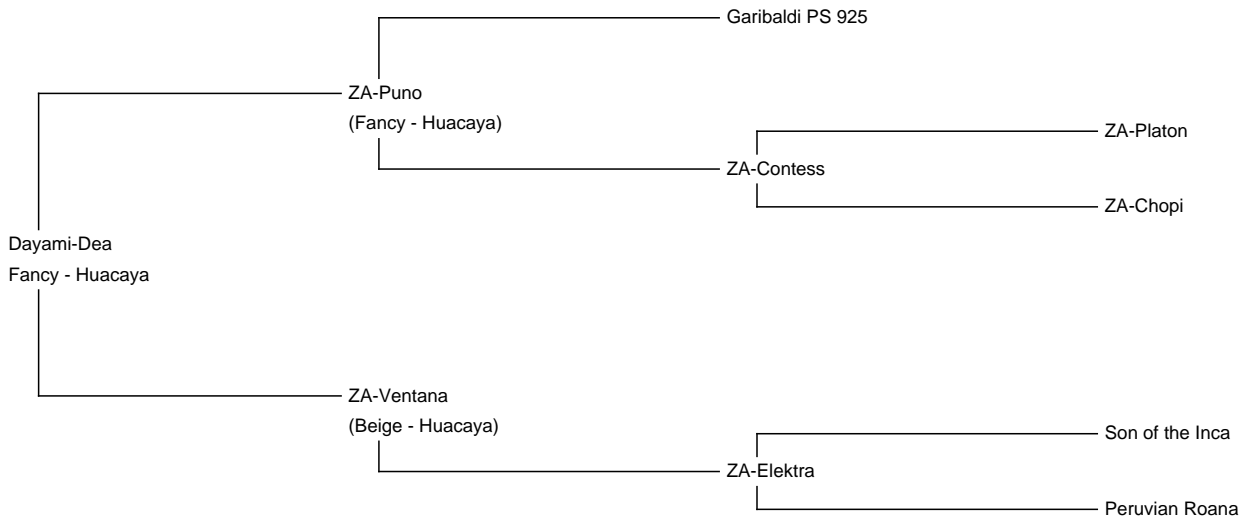 Garibaldi PS 925
ZA-Puno
(Fancy - Huacaya)
ZA-Platon
ZA-Contess
ZA-Chopi
Dayami-Dea
Fancy - Huacaya
ZA-Ventana
(Beige - Huacaya)
Son of the Inca
ZA-Elektra
Peruvian Roana